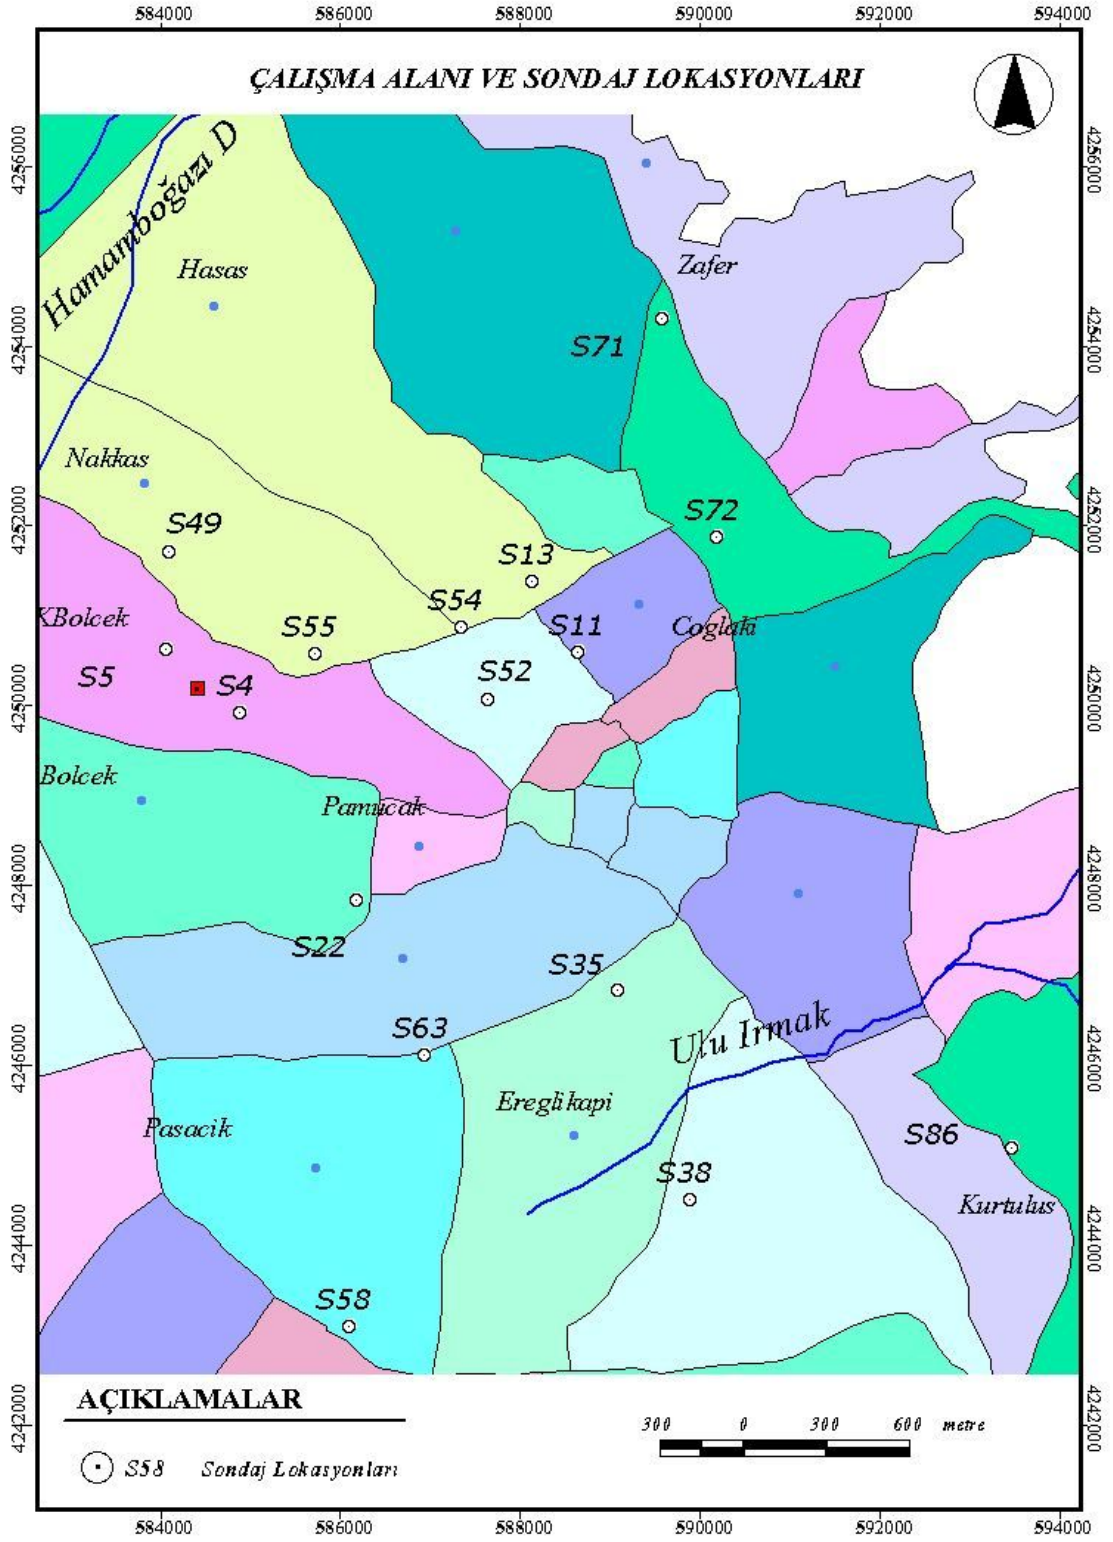 584000 586000 588000 590000 592000 594000
ÇALIŞMA ALANI VE SONDAJ LOKASYONLARI
4256000
4256000
Hamamboğazı D
Hasas
Zafer
S71
4254000
4254000
Nakkas
S49
S72
4252000
4252000
S13
S54
KBolcek
S55
S11
Coglaki
S5
S4
S52
4250000
4250000
Bolcek
Pamucak
4248000
4248000
S22
S35
S63
Ulu Irmak
4246000
4246000
Ereglikapi
Pasacik
S86
S38
Kurtulus
4244000
4244000
S58
AÇIKLAMALAR
4242000
4242000
300 0 300 600 metre
S58 Sondaj Lokasyonları
584000 586000 588000 590000 592000 594000